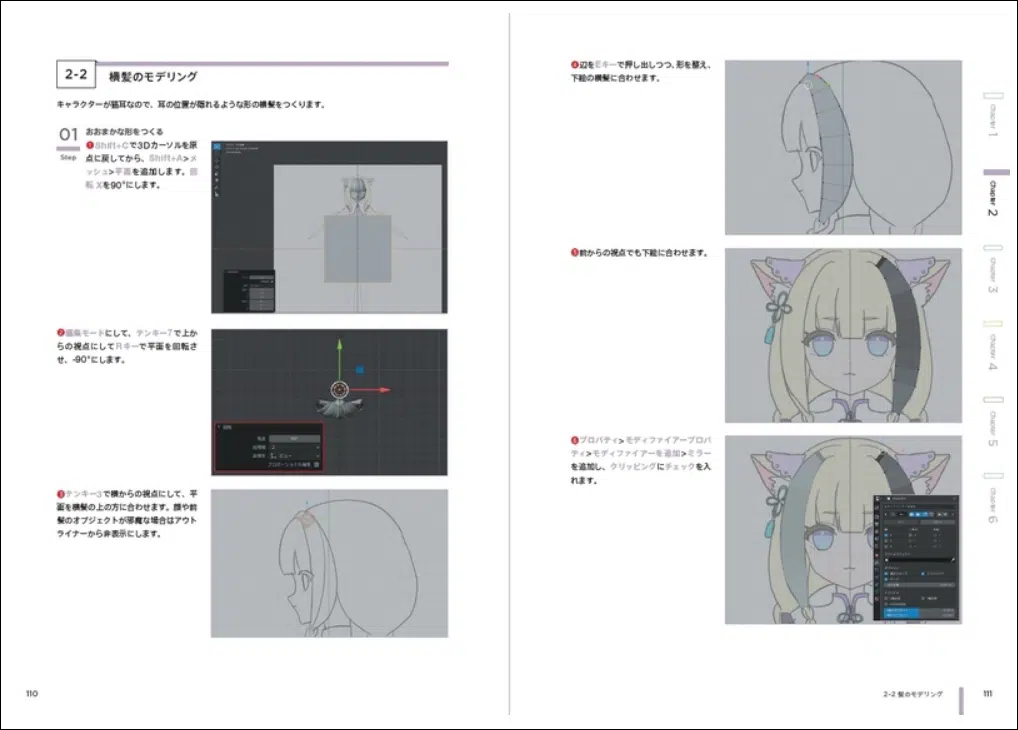 2-2 横髪のモデリング
キャラクターが猫耳なので、耳の位置が隠れるような形の横髪をつくります。
01
Step
おおまかな形をつくる
❶Shift+Cで3Dカーソルを原
点に戻してから、Shift+A>メ
ッシュ>平面を追加します。回
転 Xを90°にします。
❷編集モードにして、テンキー7で上か
らの視点にしてRキーで平面を回転さ
せ、-90°にします。
❸テンキー3で横からの視点にして、平
面を横髪の上の方に合わせます。顔や前
髪のオブジェクトが邪魔な場合はアウト
ライナーから非表示にします。
110
❹辺をEキーで押し出しつつ、形を整え、
下絵の横髪に合わせます。
❺前からの視点でも下絵に合わせます。
❻プロパティ>モディファイアープロパ
ティ>モディファイアーを追加>ミラー
を追加し、クリッピングにチェックを入
れます。
chapter 1
chapter 2
chapter 3
chapter 4
chapter 5
chapter 6
2-2 髪のモデリング
111